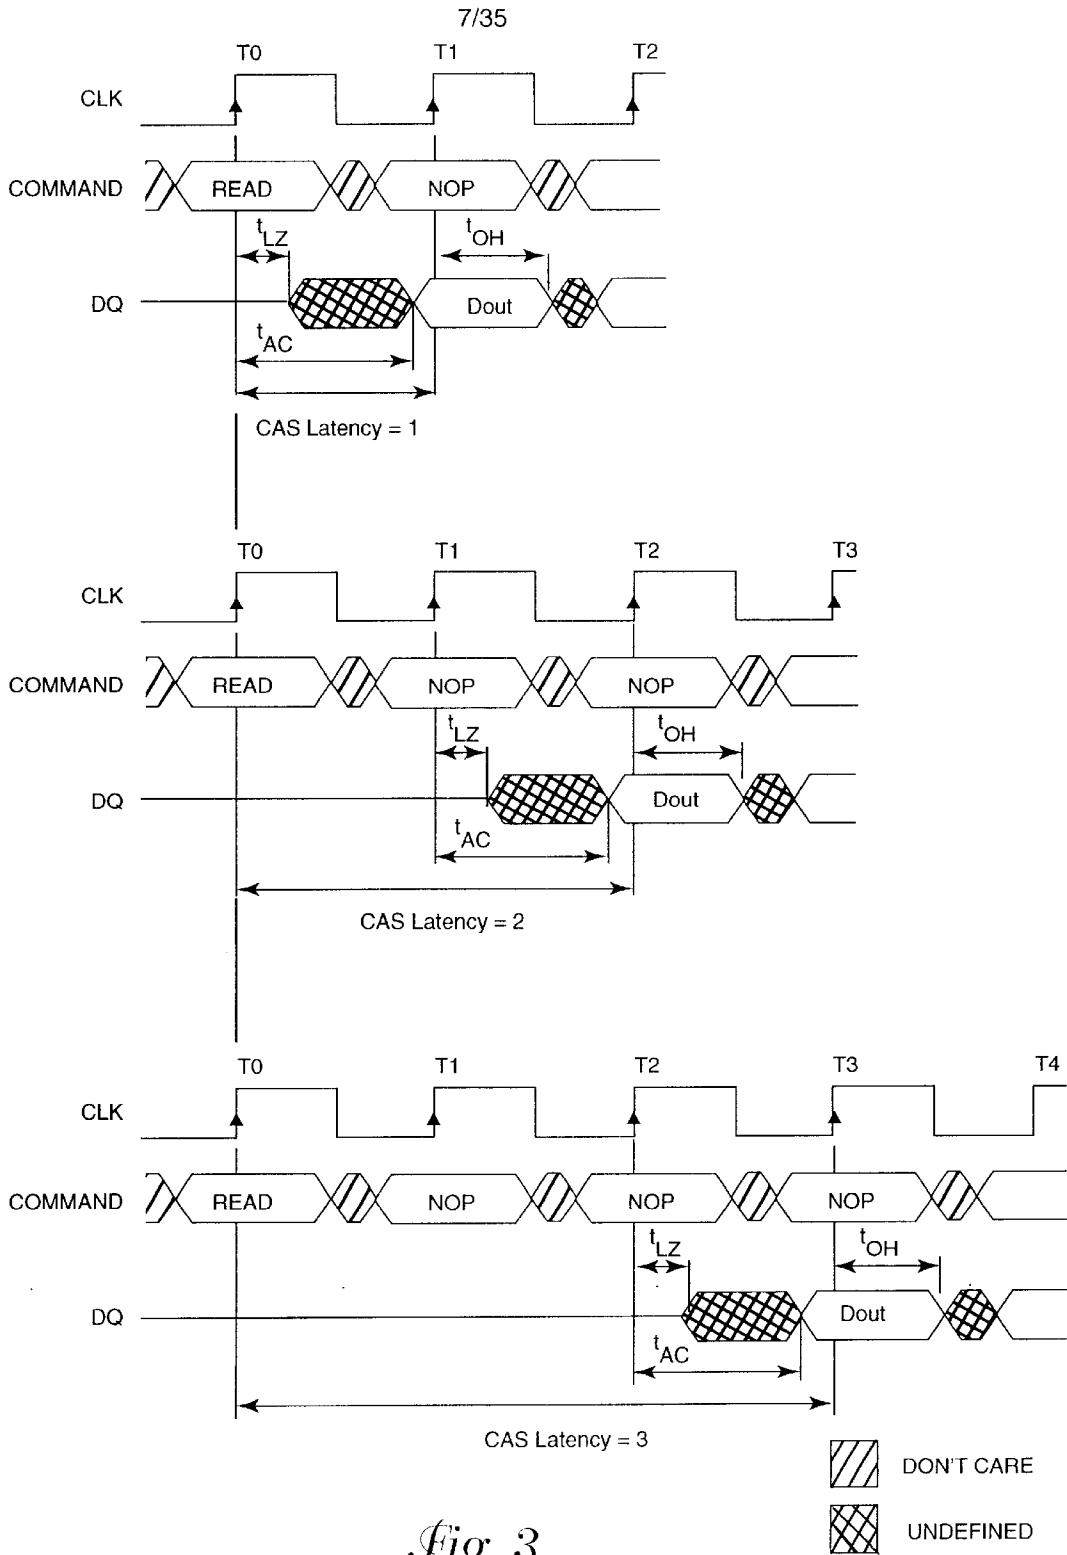 7/35
T0 T1 T2
CLK
COMMAND READ NOP
tLZ tOH
DQ Dout
tAC
CAS Latency = 1
T0 T1 T2 T3
CLK
COMMAND READ NOP NOP
tLZ tOH
DQ Dout
tAC
CAS Latency = 2
T0 T1 T2 T3 T4
CLK
COMMAND READ NOP NOP NOP
tLZ tOH
DQ Dout
tAC
CAS Latency = 3
DON'T CARE
UNDEFINED
Fig. 3